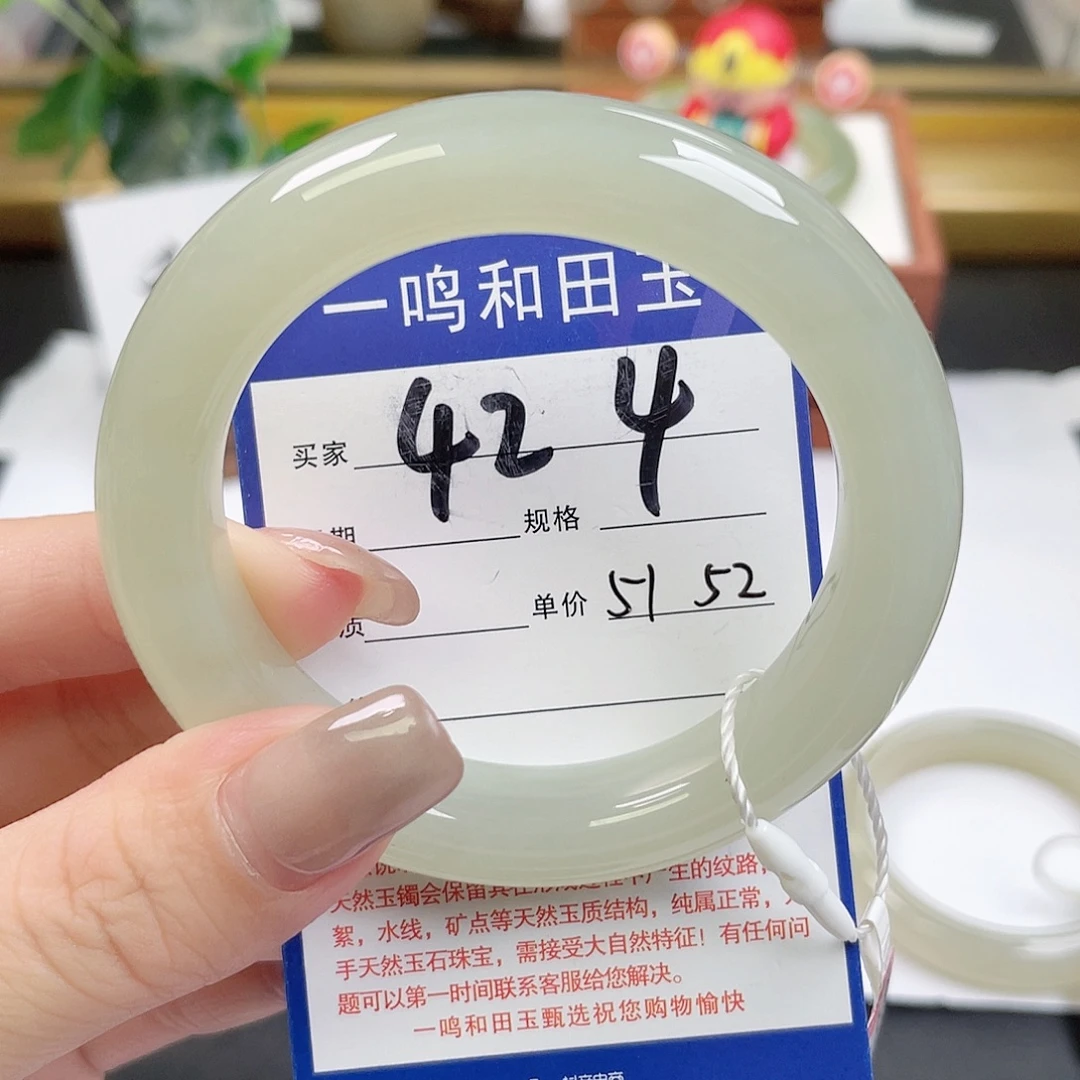 一鸣和田玉
买家 42 4
期 规格
单价 51 52
天然玉镯会保留其在形成过程中产生的纹路,
絮,水线,矿点等天然玉质结构,纯属正常,
手天然玉石珠宝,需接受大自然特征!有任何问
题可以第一时间联系客服给您解决。
一鸣和田玉甄选祝您购物愉快